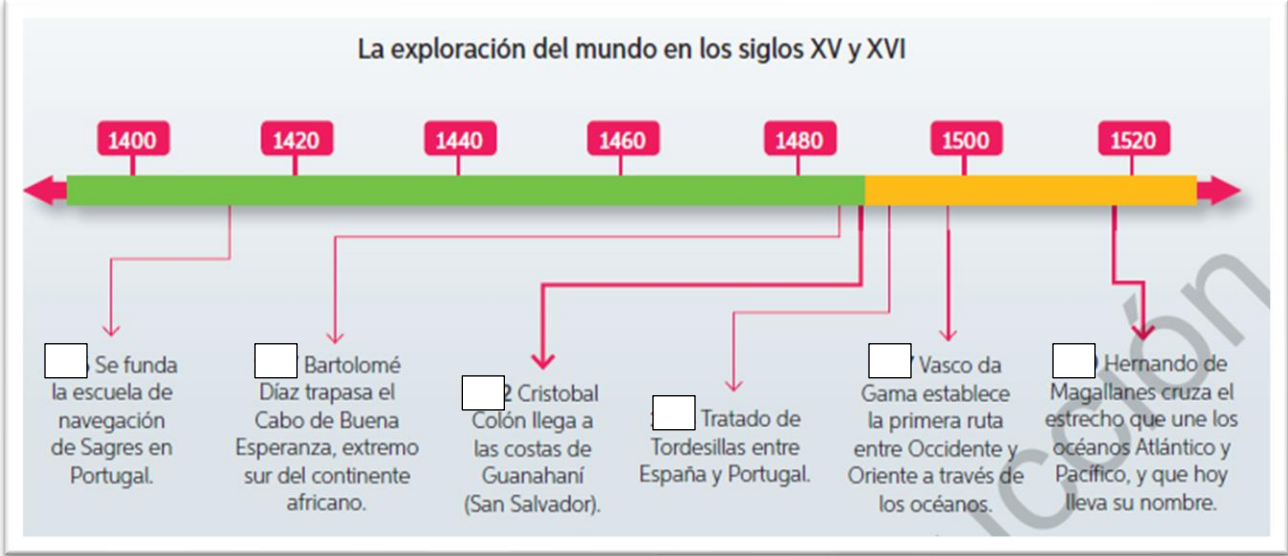 La exploración del mundo en los siglos XV y XVI
1400
1420
1440
1460
1480
1500
1520
Se funda
la escuela de
navegación
de Sagres en
Portugal.
Bartolomé
Díaz trapasa el
Cabo de Buena
Esperanza, extremo
sur del continente
africano.
2 Cristobal
Colón llega a
las costas de
Guanahaní
(San Salvador).
Tratado de
Tordesillas entre
España y Portugal.
Vasco da
Gama establece
la primera ruta
entre Occidente y
Oriente a través de
los océanos.
Hernando de
Magallanes cruza el
estrecho que une los
océanos Atlántico y
Pacífico, y que hoy
lleva su nombre.
ucción